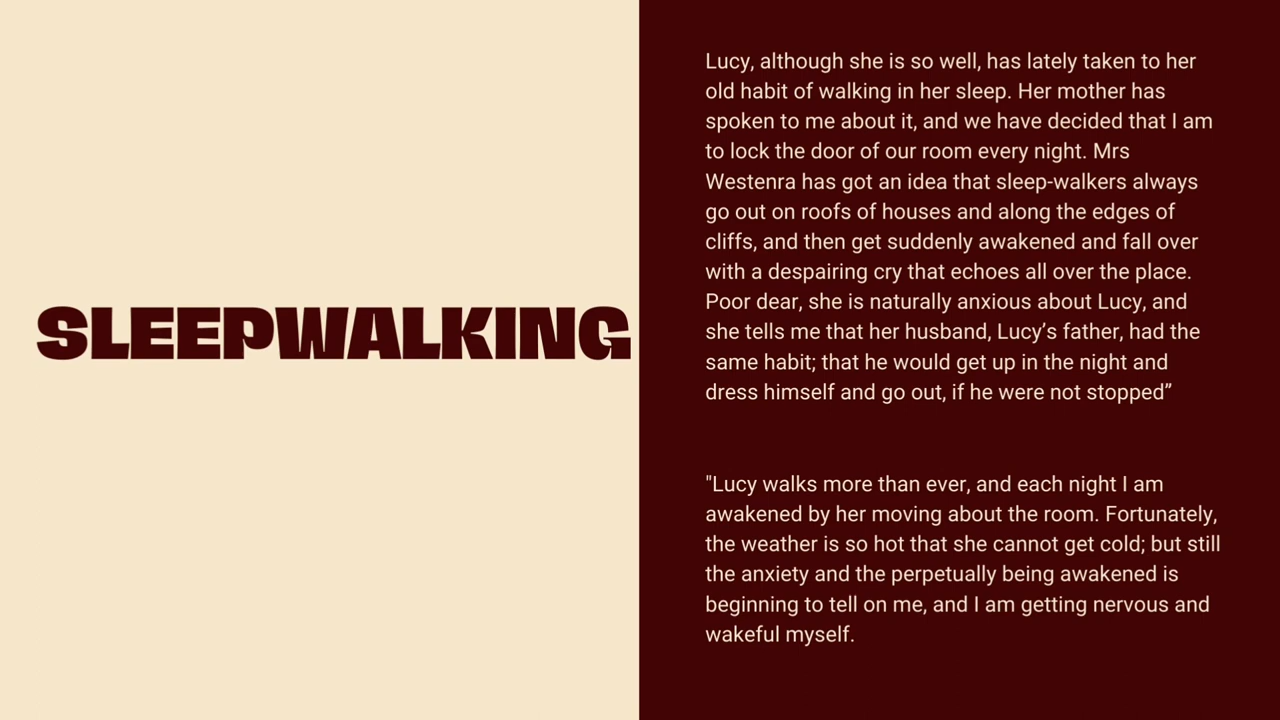 SLEEPWALKING
Lucy, although she is so well, has lately taken to her
old habit of walking in her sleep. Her mother has
spoken to me about it, and we have decided that I am
to lock the door of our room every night. Mrs
Westenra has got an idea that sleep-walkers always
go out on roofs of houses and along the edges of
cliffs, and then get suddenly awakened and fall over
with a despairing cry that echoes all over the place.
Poor dear, she is naturally anxious about Lucy, and
she tells me that her husband, Lucy’s father, had the
same habit; that he would get up in the night and
dress himself and go out, if he were not stopped”
"Lucy walks more than ever, and each night I am
awakened by her moving about the room. Fortunately,
the weather is so hot that she cannot get cold; but still
the anxiety and the perpetually being awakened is
beginning to tell on me, and I am getting nervous and
wakeful myself.